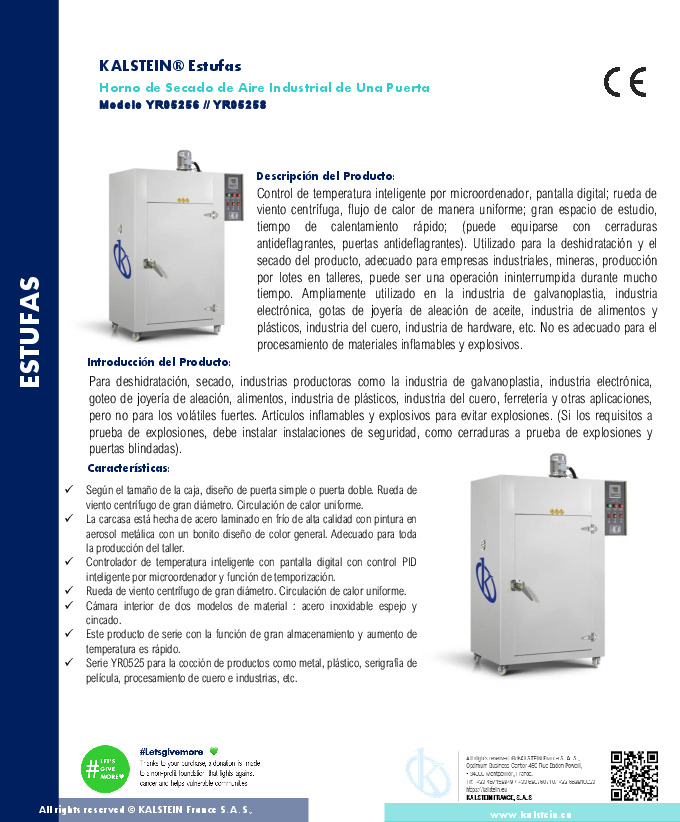 KALSTEIN® Estufas
Horno de Secado de Aire Industrial de Una Puerta
Modelo YR05256 // YR05258
CE
ESTUFAS
Descripción del Producto:
Control de temperatura inteligente por microordenador, pantalla digital; rueda de
viento centrífuga, flujo de calor de manera uniforme; gran espacio de estudio,
tiempo de calentamiento rápido; (puede equiparse con cerraduras
antideflagrantes, puertas antideflagrantes). Utilizado para la deshidratación y el
secado del producto, adecuado para empresas industriales, mineras, producción
por lotes en talleres, puede ser una operación ininterrumpida durante mucho
tiempo. Ampliamente utilizado en la industria de galvanoplastia, industria
electrónica, gotas de joyería de aleación de aceite, industria de alimentos y
plásticos, industria del cuero, industria de hardware, etc. No es adecuado para el
procesamiento de materiales inflamables y explosivos.
Introducción del Producto:
Para deshidratación, secado, industrias productoras como la industria de galvanoplastia, industria electrónica,
goteo de joyería de aleación, alimentos, industria de plásticos, industria del cuero, ferretería y otras aplicaciones,
pero no para los volátiles fuertes. Artículos inflamables y explosivos para evitar explosiones. (Si los requisitos a
prueba de explosiones, debe instalar instalaciones de seguridad, como cerraduras a prueba de explosiones y
puertas blindadas).
Características:
✓ Según el tamaño de la caja, diseño de puerta simple o puerta doble. Rueda de
viento centrífugo de gran diámetro. Circulación de calor uniforme.
✓ La carcasa está hecha de acero laminado en frío de alta calidad con pintura en
aerosol metálica con un bonito diseño de color general. Adecuado para toda
la producción del taller.
✓ Controlador de temperatura inteligente con pantalla digital con control PID
inteligente por microordenador y función de temporización.
✓ Rueda de viento centrífugo de gran diámetro. Circulación de calor uniforme.
✓ Cámara interior de dos modelos de material : acero inoxidable espejo y
cincado.
✓ Este producto de serie con la función de gran almacenamiento y aumento de
temperatura es rápido.
✓ Serie YR0525 para la cocción de productos como metal, plástico, serigrafía de
película, procesamiento de cuero e industrias, etc.
#LET'S
GIVE
MORE
#Letsgivemore
Thanks to your purchase, a donation is made
to a non-profit foundation that fights against
cancer and helps vulnerable communities
All rights reserved © KALSTEIN France S. A. S.,
Optimum Business Center 450 Rue Baden Powell,
34000 Montpellier, France.
https://kalstein.eu
KALSTEIN FRANCE, S.A.S
All rights reserved © KALSTEIN France S.A.S.,
www.kalstein.eu